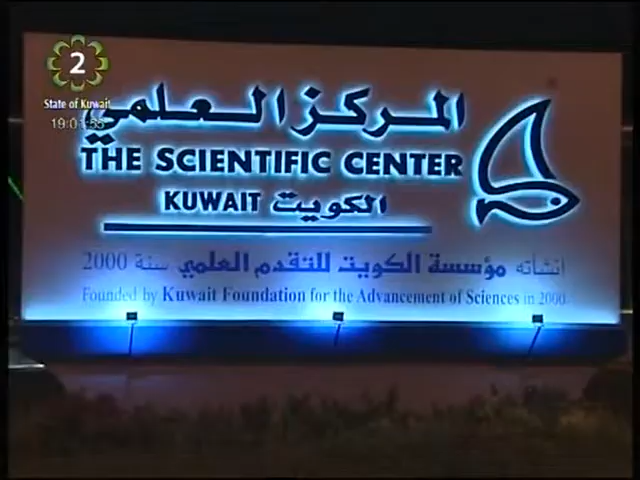 2
State of Kuwait
المركز العلمي
THE SCIENTIFIC CENTER
KUWAIT الكويت
انشأته مؤسسة الكويت للتقدم العلمي سنة 2000
Founded by Kuwait Foundation for the Advancement of Sciences in 2000